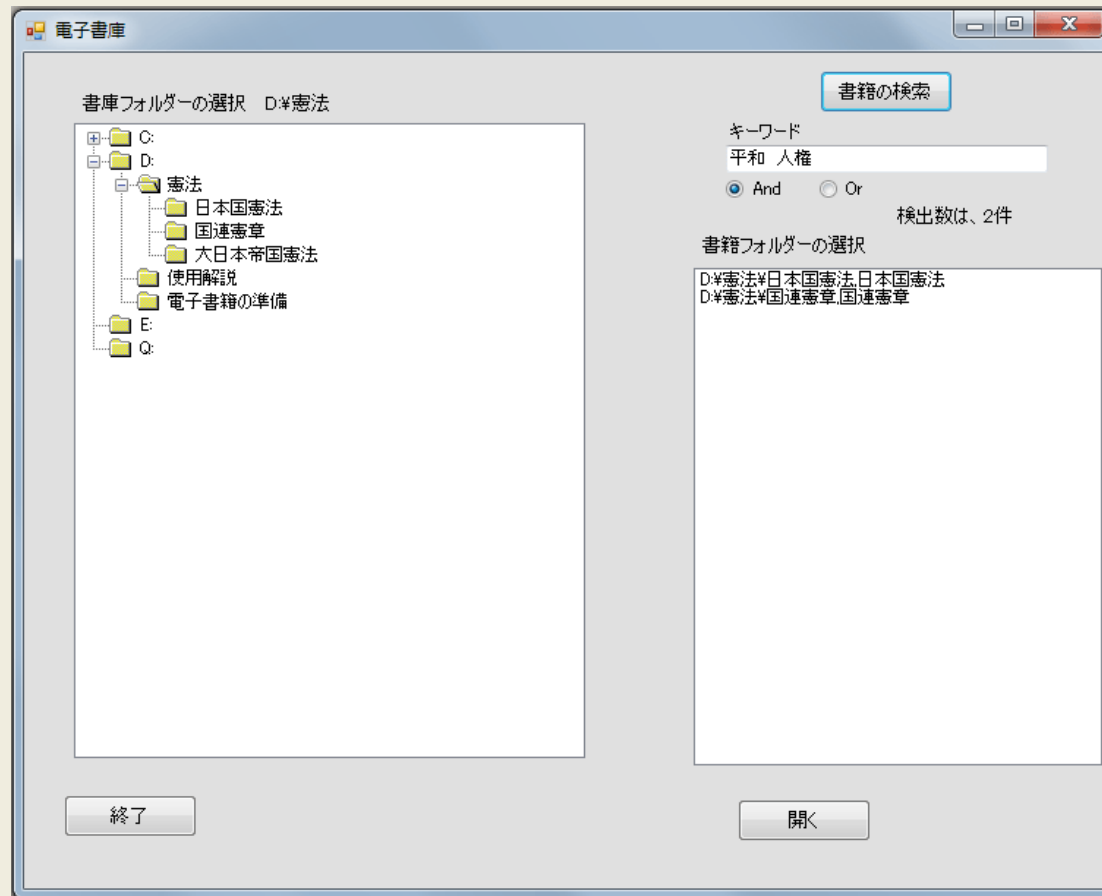 電子書庫
書庫フォルダーの選択 D:¥憲法
C:
D:
憲法
日本国憲法
国連憲章
大日本帝国憲法
使用解説
電子書籍の準備
E:
Q:
終了
書籍の検索
キーワード
平和 人権
And Or
検出数は、2件
書籍フォルダーの選択
D:¥憲法¥日本国憲法,日本国憲法
D:¥憲法¥国連憲章,国連憲章
開く